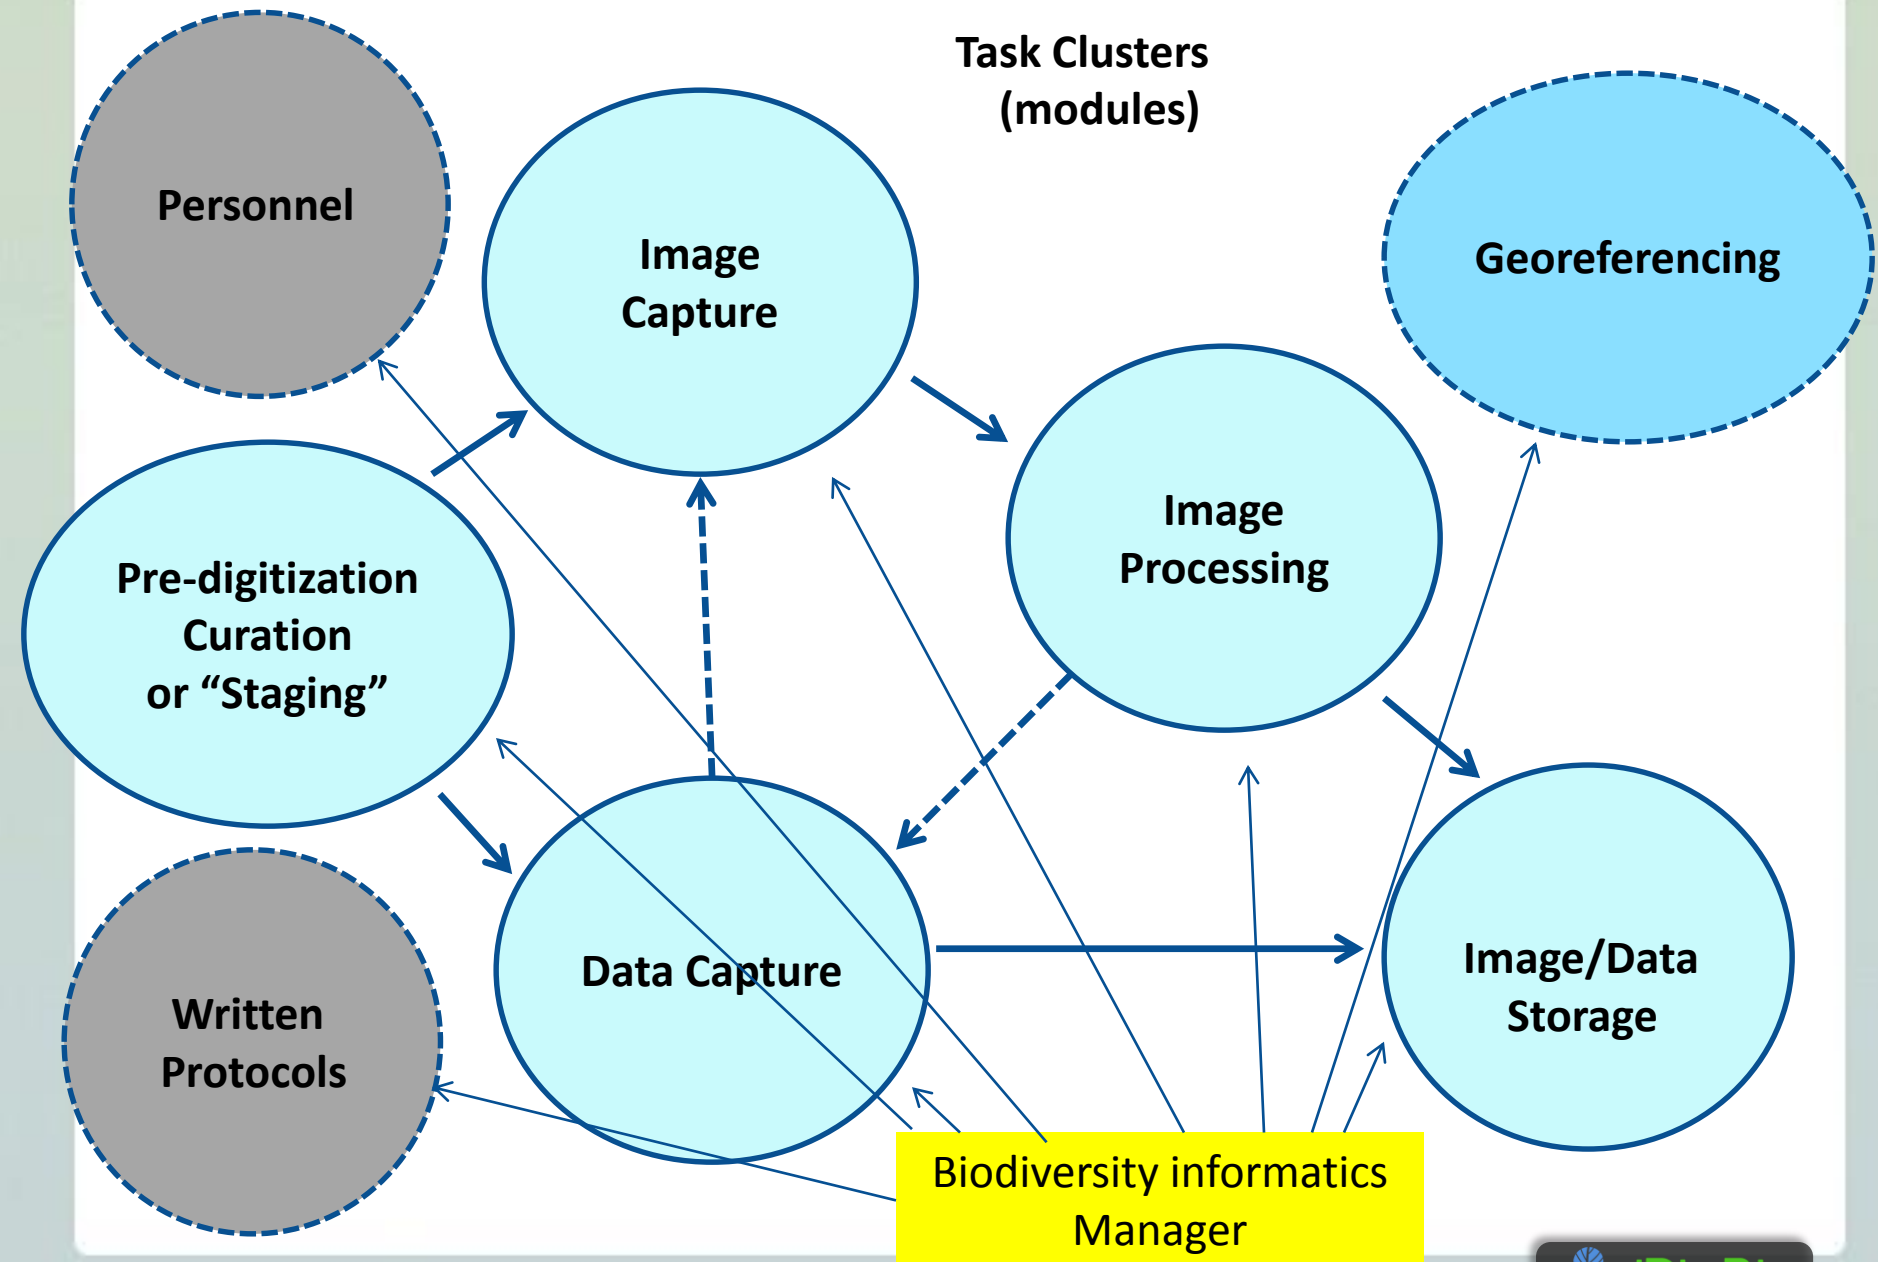 Task Clusters
(modules)
Personnel
Image
Capture
Georeferencing
Image
Processing
Pre-digitization
Curation
or “Staging”
Data Capture
Image/Data
Storage
Written
Protocols
Biodiversity informatics
Manager